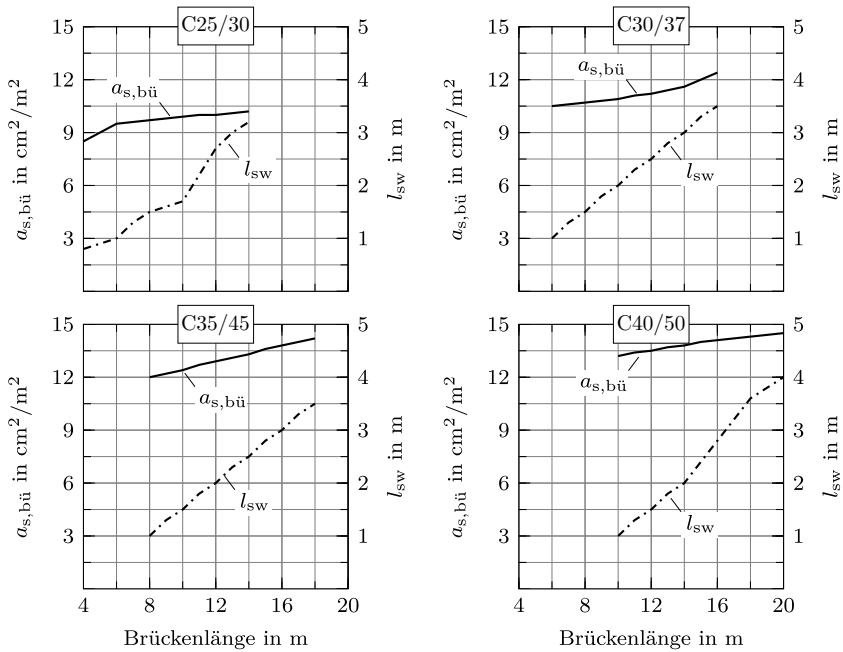 C25/30
15
12
9
6
3
a_s,bü in cm²/m²
a_s,bü
l_sw
5
4
3
2
1
l_sw in m
C30/37
15
12
9
6
3
a_s,bü in cm²/m²
a_s,bü
l_sw
5
4
3
2
1
l_sw in m
C35/45
15
12
9
6
3
a_s,bü in cm²/m²
a_s,bü
l_sw
5
4
3
2
1
l_sw in m
4 8 12 16 20
Brückenlänge in m
C40/50
15
12
9
6
3
a_s,bü in cm²/m²
a_s,bü
l_sw
5
4
3
2
1
l_sw in m
4 8 12 16 20
Brückenlänge in m